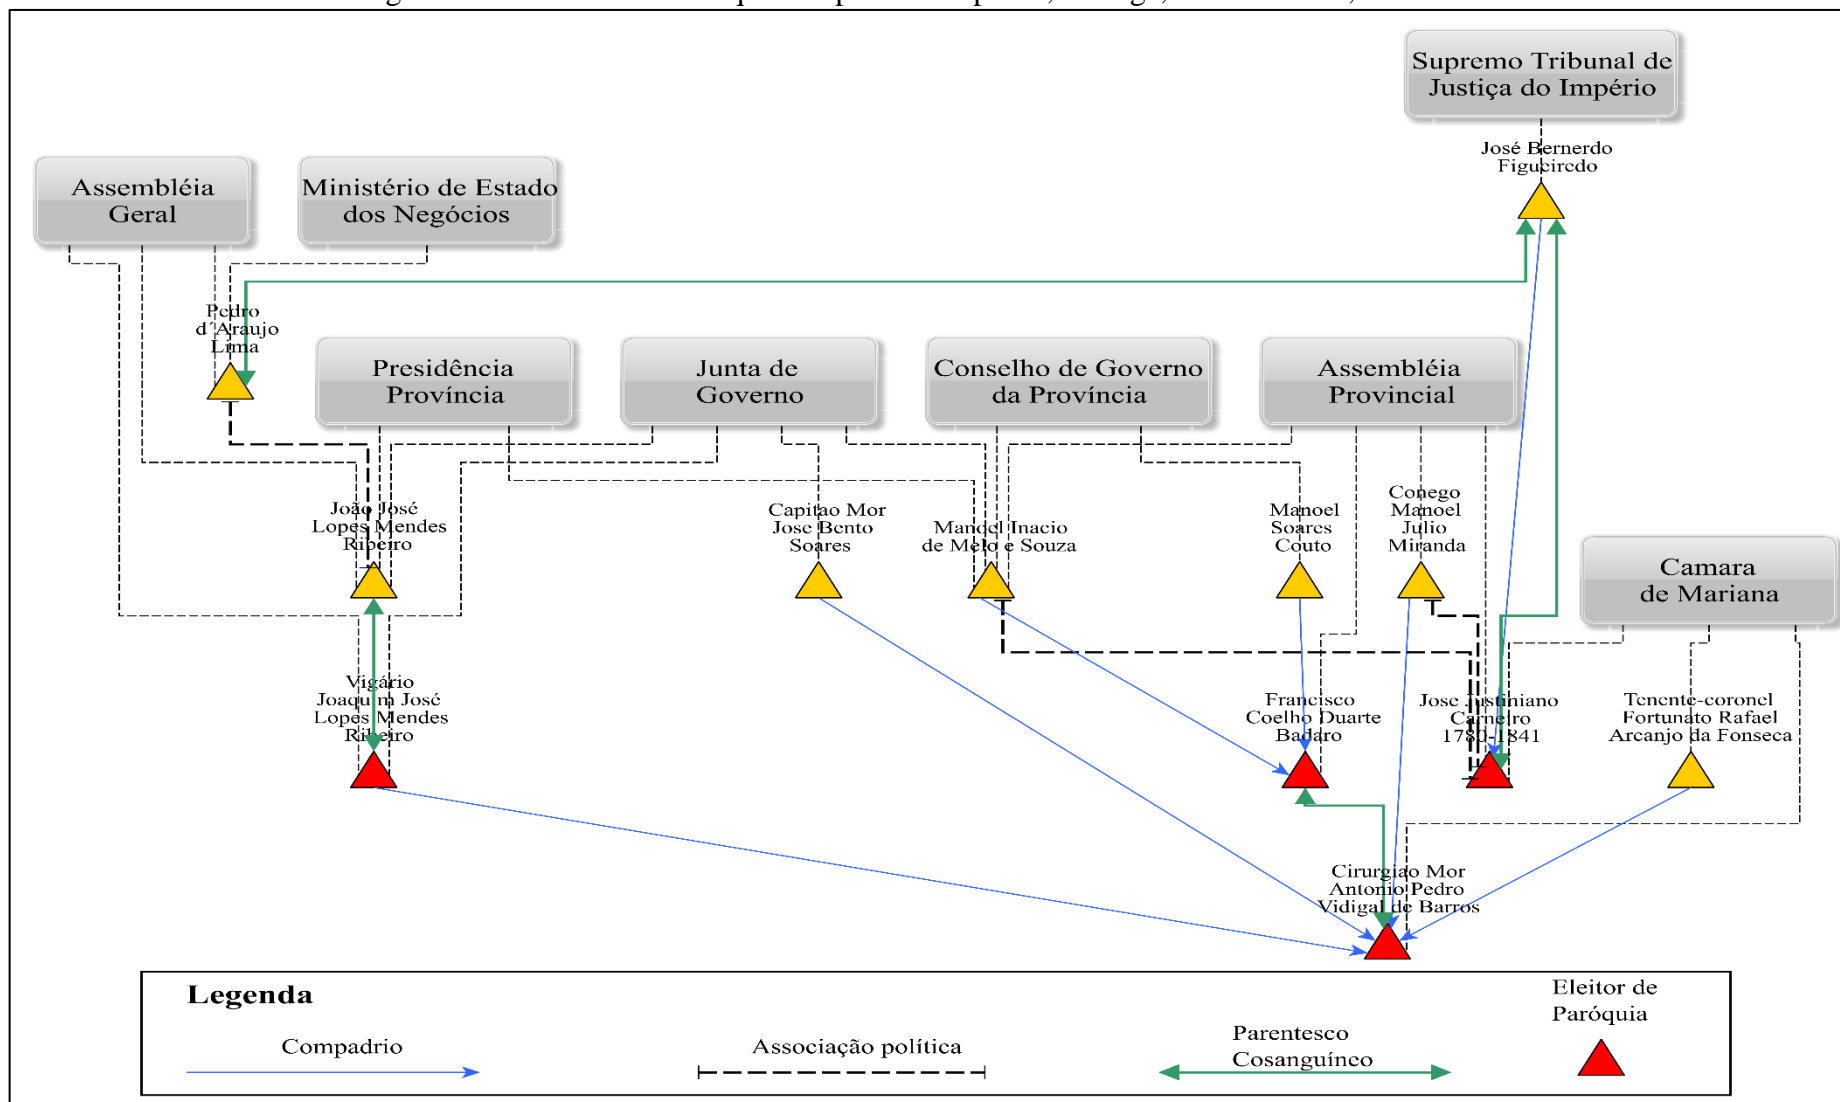 Supremo Tribunal de
Justiça do Império
José Bernerdo
Figueiredo
Assembléia
Geral
Ministério de Estado
dos Negócios
Pedro
d´Araujo
Lima
Presidência
Província
Junta de
Governo
Conselho de Governo
da Província
Assembléia
Provincial
João José
Lopes Mendes
Ribeiro
Capitao Mor
Jose Bento
Soares
Manoel Inacio
de Melo e Souza
Manoel
Soares
Couto
Conego
Manoel
Julio
Miranda
Camara
de Mariana
Vigário
Joaquim José
Lopes Mendes
Ribeiro
Francisco
Coelho Duarte
Badaro
Jose Justiniano
Carneiro
1780-1841
Tenente-coronel
Fortunato Rafael
Arcanjo da Fonseca
Cirurgiao Mor
Antonio Pedro
Vidigal de Barros
Legenda
Compadrio
Associação política
Parentesco
Cosanguíneo
Eleitor de
Paróquia